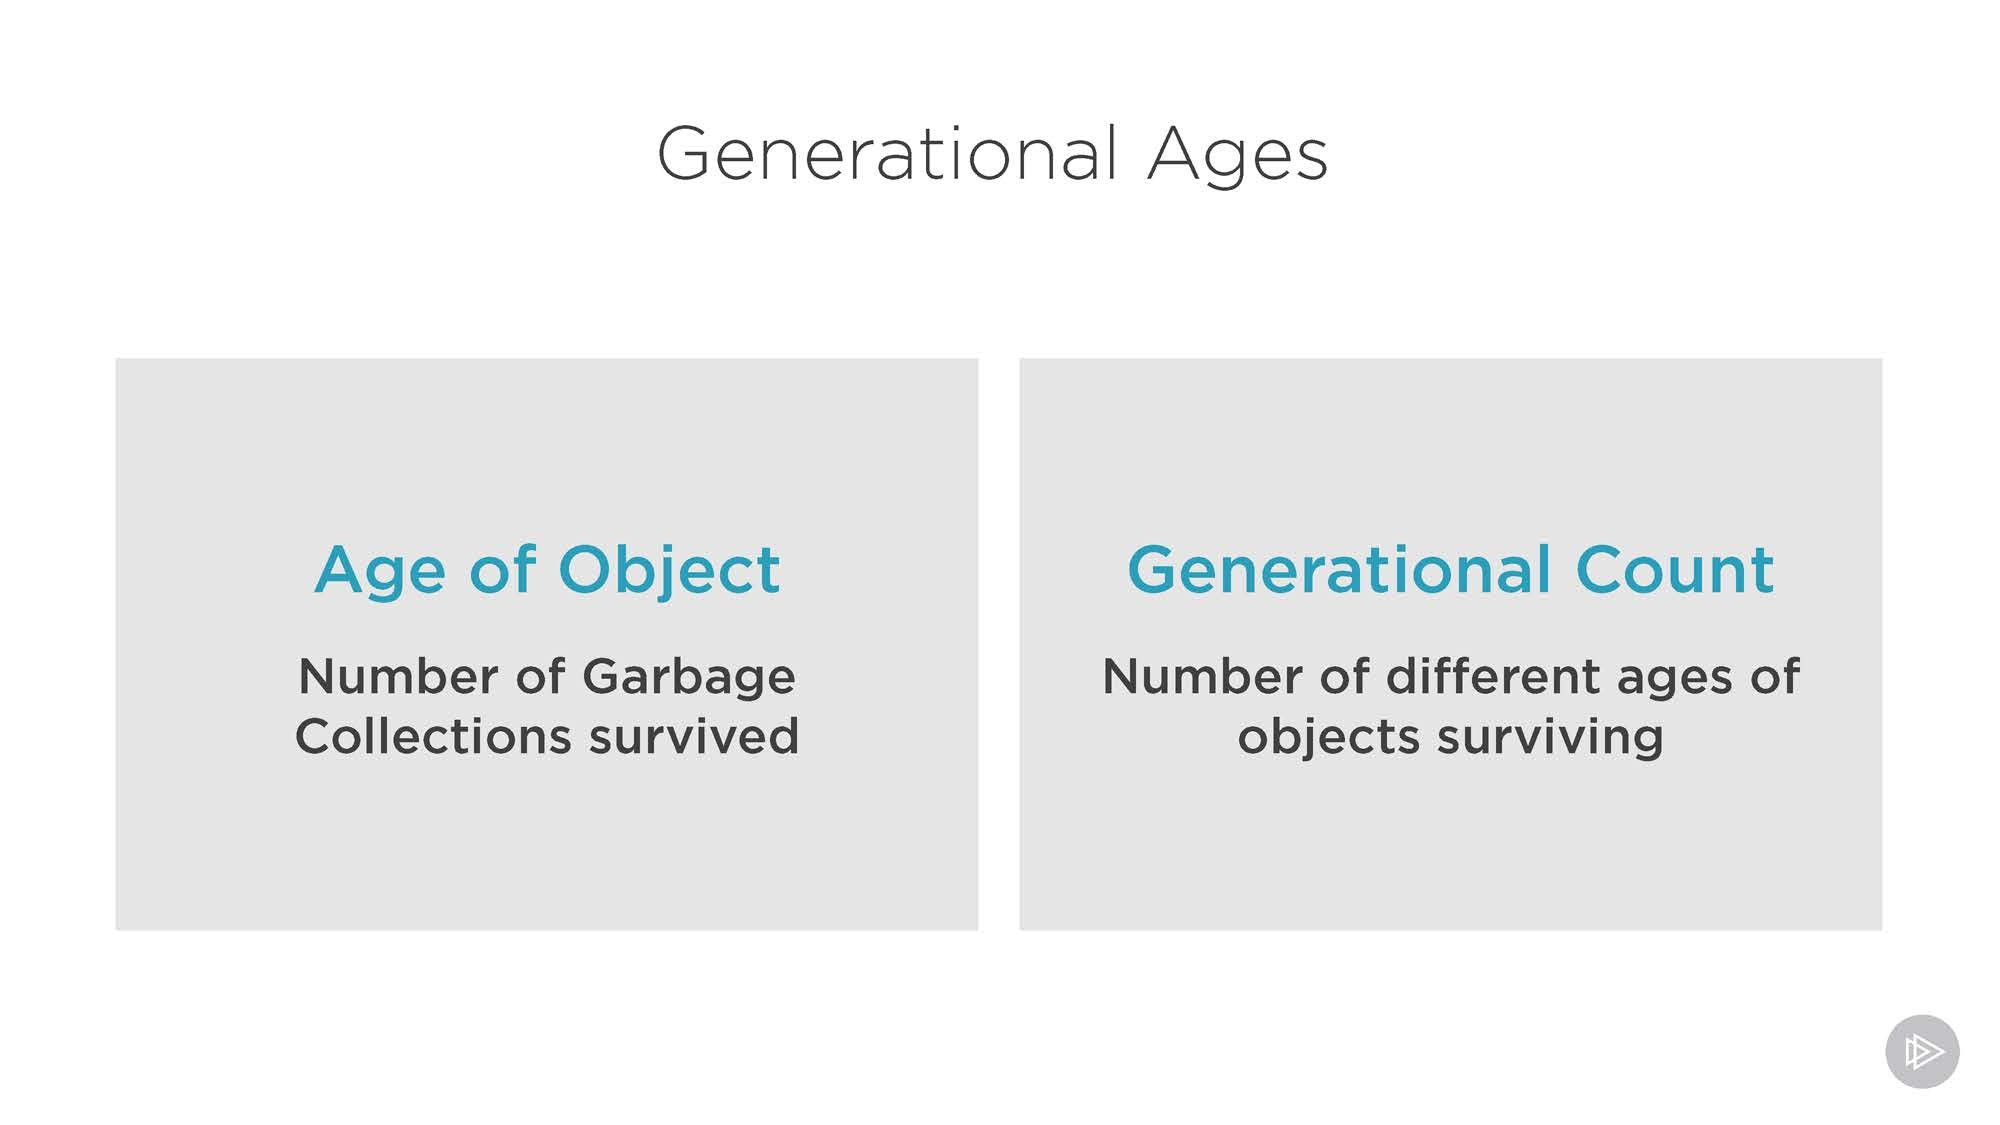 Generational Ages
Age of Object
Number of Garbage
Collections survived
Generational Count
Number of different ages of
objects surviving